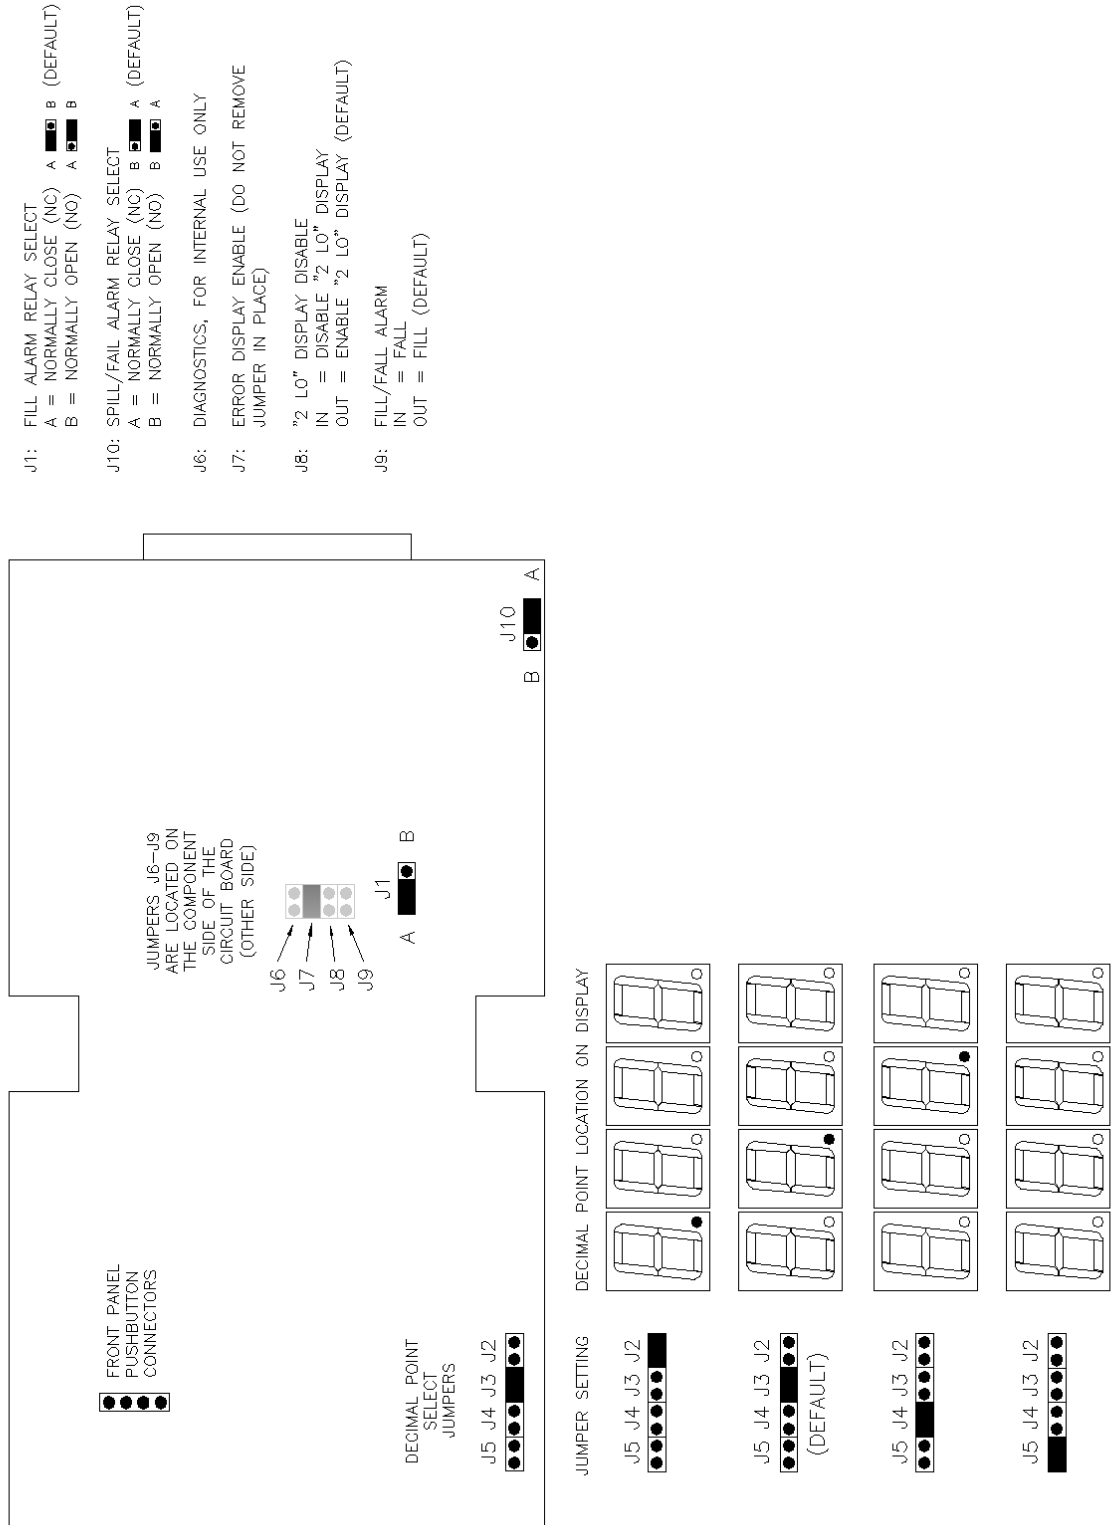 FRONT PANEL
PUSHBUTTON
CONNECTORS
JUMPERS J6-J9
ARE LOCATED ON
THE COMPONENT
SIDE OF THE
CIRCUIT BOARD
(OTHER SIDE)
J6
J7
J8
J9
J1
A B
J10
B A
DECIMAL POINT
SELECT
JUMPERS
J5 J4 J3 J2
J1: FILL ALARM RELAY SELECT
A = NORMALLY CLOSE (NC) A B (DEFAULT)
B = NORMALLY OPEN (NO) A B
J10: SPILL/FAIL ALARM RELAY SELECT
A = NORMALLY CLOSE (NC) B A (DEFAULT)
B = NORMALLY OPEN (NO) B A
J6: DIAGNOSTICS, FOR INTERNAL USE ONLY
J7: ERROR DISPLAY ENABLE (DO NOT REMOVE
JUMPER IN PLACE)
J8: "2 LO" DISPLAY DISABLE
IN = DISABLE "2 LO" DISPLAY
OUT = ENABLE "2 LO" DISPLAY (DEFAULT)
J9: FILL/FALL ALARM
IN = FALL
OUT = FILL (DEFAULT)
JUMPER SETTING DECIMAL POINT LOCATION ON DISPLAY
J5 J4 J3 J2
J5 J4 J3 J2
(DEFAULT)
J5 J4 J3 J2
J5 J4 J3 J2